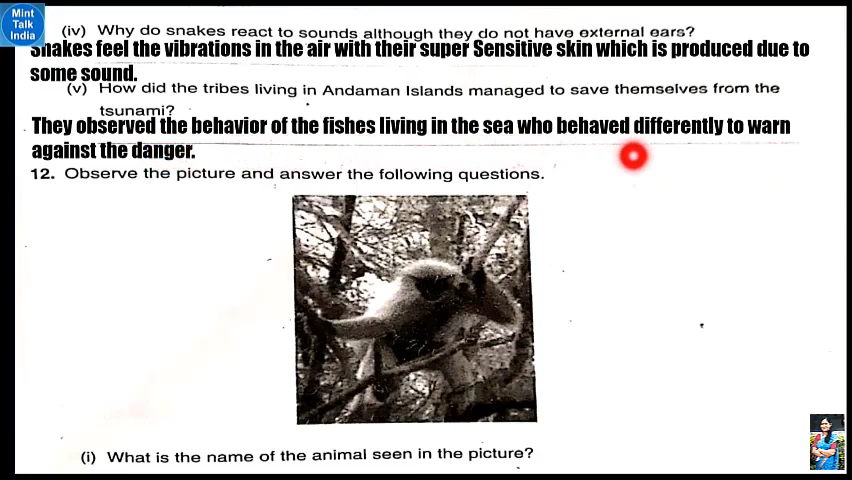 Mint
Talk
India
(iv) Why do snakes react to sounds although they do not have external ears?
Snakes feel the vibrations in the air with their super Sensitive skin which is produced due to
some sound.
(v) How did the tribes living in Andaman Islands managed to save themselves from the
tsunami?
They observed the behavior of the fishes living in the sea who behaved differently to warn
against the danger.
12. Observe the picture and answer the following questions.
(i) What is the name of the animal seen in the picture?